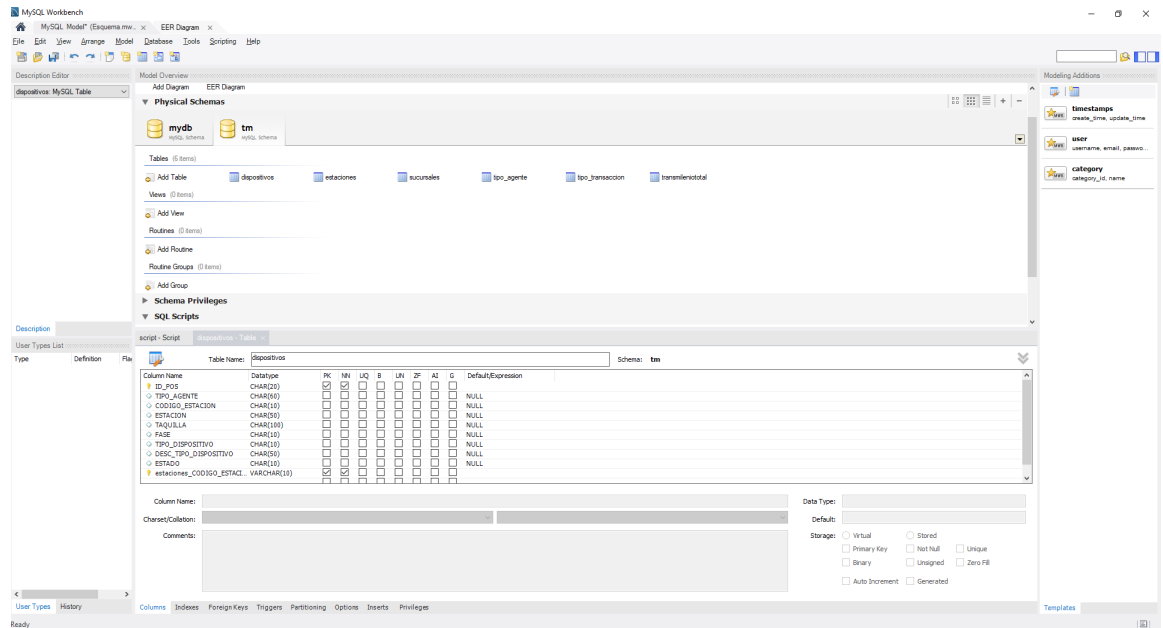 MySQL Workbench
MySQL Model* (Esquema.mw... × EER Diagram ×
File Edit View Arrange Model Database Tools Scripting Help
Description Editor
dispositivos: MySQL Table
Description
User Types List
Type Definition Fla
User Types History
Model Overview
Add Diagram EER Diagram
Physical Schemas
mydb
MySQL Schema
tm
MySQL Schema
Tables (6 items)
Add Table dispositivos estaciones sucursales tipo_agente tipo_transaccion transmileniototal
Views (0 items)
Add View
Routines (0 items)
Add Routine
Routine Groups (0 items)
Add Group
Schema Privileges
SQL Scripts
script - Script dispositivos - Table ×
Table Name: dispositivos Schema: tm
Column Name Datatype PK NN UQ B UN ZF AI G Default/Expression
ID_POS CHAR(20)
TIPO_AGENTE CHAR(60) NULL
CODIGO_ESTACION CHAR(10) NULL
ESTACION CHAR(50) NULL
TAQUILLA CHAR(100) NULL
FASE CHAR(10) NULL
TIPO_DISPOSITIVO CHAR(10) NULL
DESC_TIPO_DISPOSITIVO CHAR(50) NULL
ESTADO CHAR(10) NULL
estaciones_CODIGO_ESTACI... VARCHAR(10)
Column Name: Data Type:
Charset/Collation: Default:
Comments: Storage: Virtual Stored
Primary Key Not Null Unique
Binary Unsigned Zero Fill
Auto Increment Generated
Columns Indexes Foreign Keys Triggers Partitioning Options Inserts Privileges
Modeling Additions
timestamps
create_time, update_time
user
username, email, passwo...
category
category_id, name
Templates
Ready